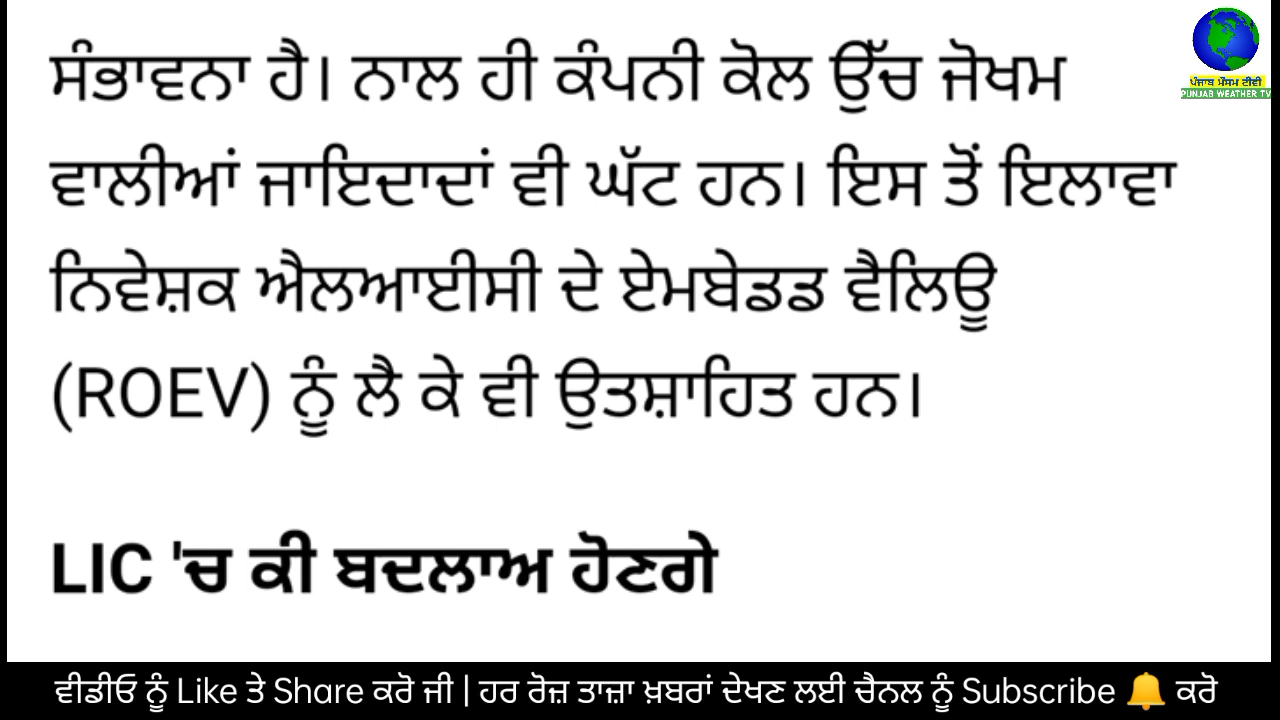 ਸੰਭਾਵਨਾ ਹੈ। ਨਾਲ ਹੀ ਕੰਪਨੀ ਕੋਲ ਉੱਚ ਜੋਖਮ
ਪੰਜਾਬ ਮੌਸਮ ਟੀਵੀ
PUNJAB WEATHER TV
ਵਾਲੀਆਂ ਜਾਇਦਾਦਾਂ ਵੀ ਘੱਟ ਹਨ। ਇਸ ਤੋਂ ਇਲਾਵਾ
ਨਿਵੇਸ਼ਕ ਐਲਆਈਸੀ ਦੇ ਏਮਬੇਡਡ ਵੈਲਿਊ
(ROEV) ਨੂੰ ਲੈ ਕੇ ਵੀ ਉਤਸ਼ਾਹਿਤ ਹਨ।
LIC 'ਚ ਕੀ ਬਦਲਾਅ ਹੋਣਗੇ
ਵੀਡੀਓ ਨੂੰ Like ਤੇ Share ਕਰੋ ਜੀ | ਹਰ ਰੋਜ਼ ਤਾਜ਼ਾ ਖ਼ਬਰਾਂ ਦੇਖਣ ਲਈ ਚੈਨਲ ਨੂੰ Subscribe 🔔 ਕਰੋ